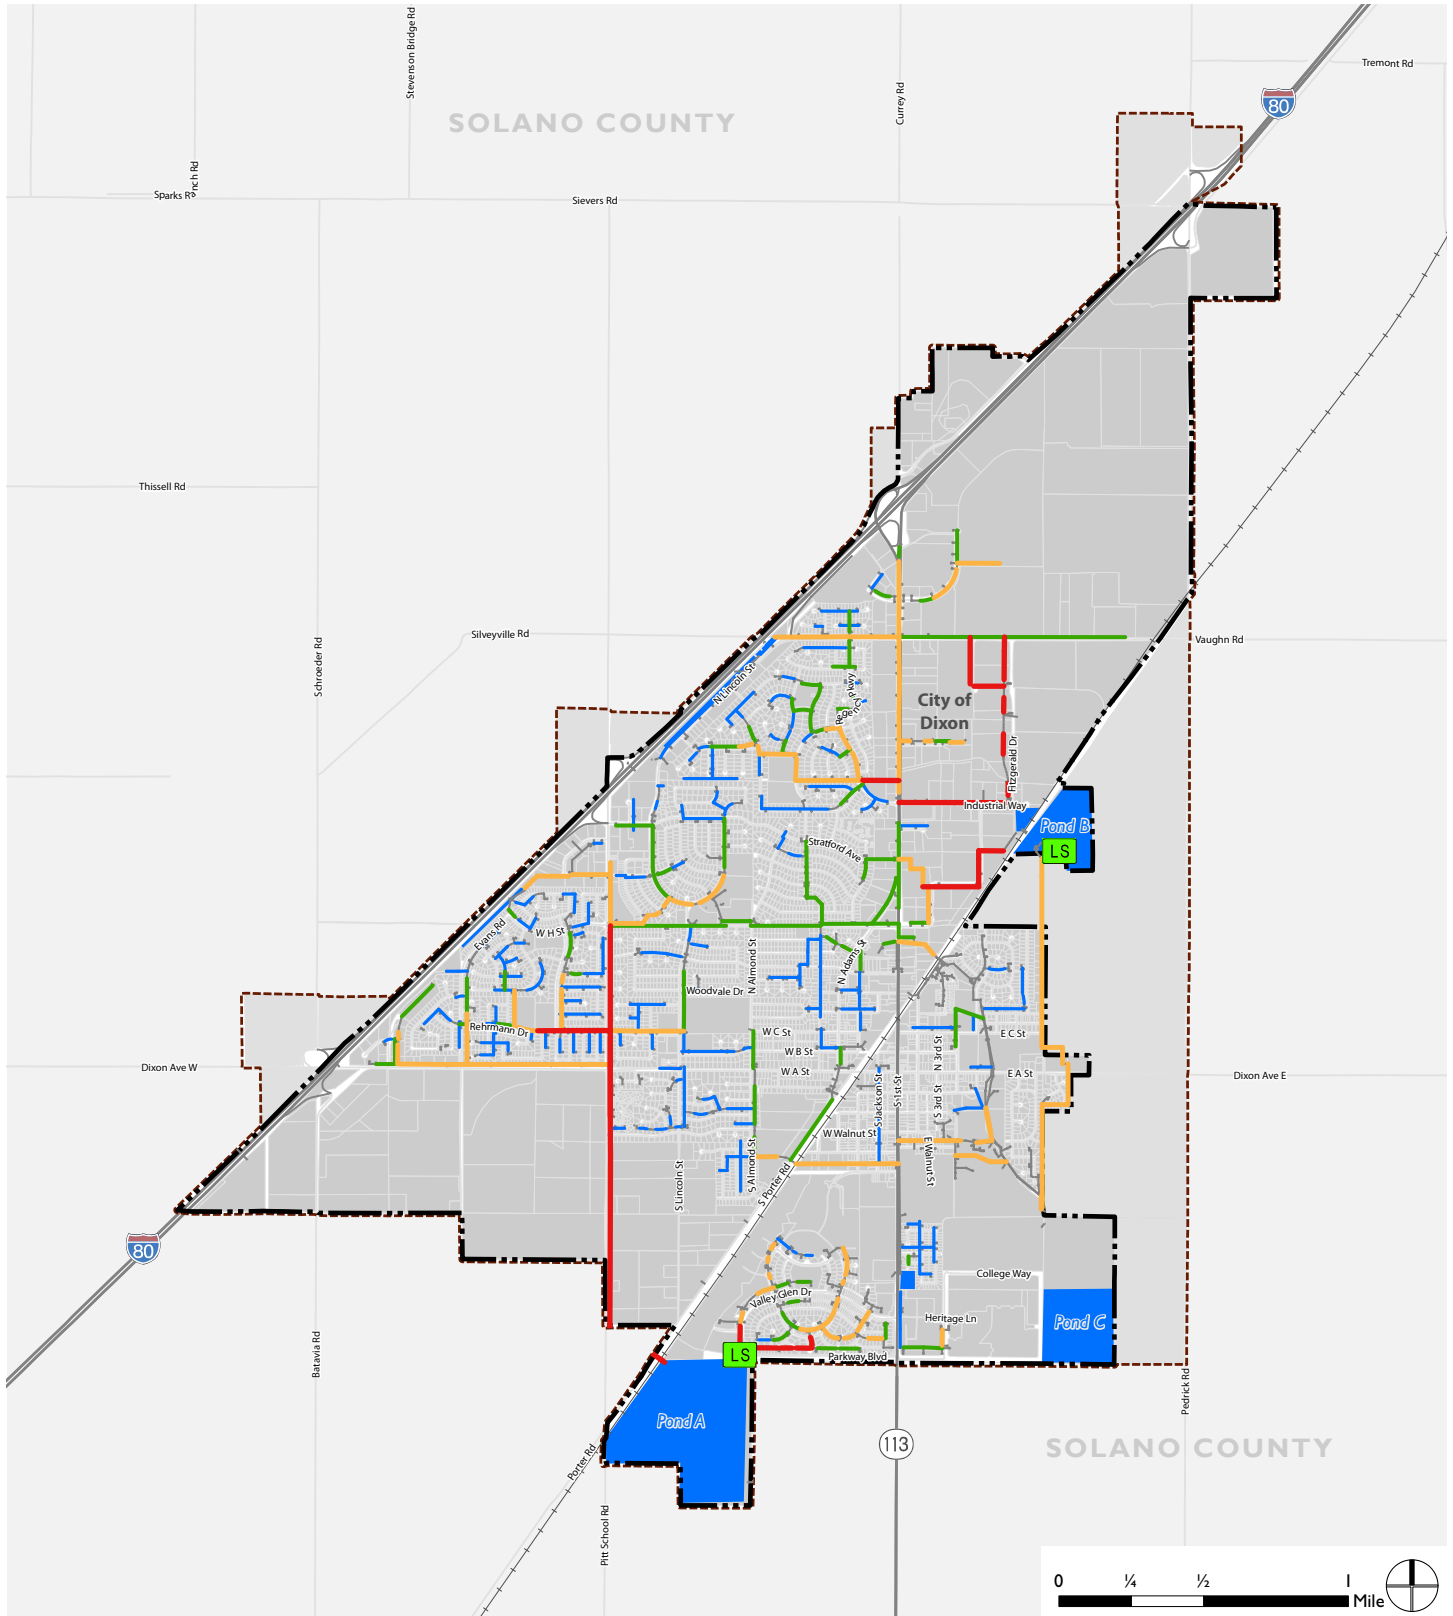 Stevenson Bridge Rd
Currey Rd
Tremont Rd
80
SOLANO COUNTY
nch Rd
Sparks R
Sievers Rd
Thissell Rd
Silveyville Rd
Schroeder Rd
Vaughn Rd
N Lincoln St
Regency Pkwy
City of
Dixon
Fitzgerald Dr
Industrial Way
Pond B
LS
Stratford Ave
Evans Rd
W H St
N Almond St
N Adams St
Woodvale Dr
Rehrmann Dr
W C St
E C St
W B St
N 3rd St
W A St
E A St
Dixon Ave W
Dixon Ave E
S Jackson St
S 1st St
S 3rd St
W Walnut St
E Walnut St
S Lincoln St
S Almond St
S Porter Rd
80
College Way
Valley Glen Dr
Heritage Ln
Pond C
Parkway Blvd
LS
Batavia Rd
Pedrick Rd
Pond A
113
SOLANO COUNTY
Porter Rd
Pitt School Rd
0 ¼ ½ 1
Mile